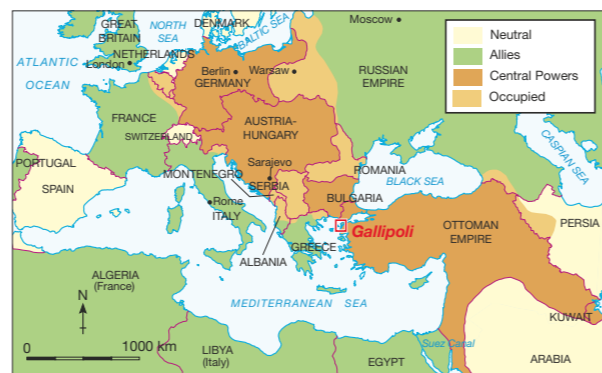 Moscow
GREAT
BRITAIN
NORTH
SEA
DENMARK
BALTIC SEA
NETHERLANDS
London
ATLANTIC
OCEAN
Berlin
GERMANY
Warsaw
RUSSIAN
EMPIRE
Neutral
Allies
Central Powers
Occupied
FRANCE
SWITZERLAND
AUSTRIA-
HUNGARY
CASPIAN SEA
PORTUGAL
SPAIN
MONTENEGRO
Sarajevo
SERBIA
ROMANIA
BLACK SEA
Rome
ITALY
BULGARIA
Gallipoli
OTTOMAN
EMPIRE
PERSIA
ALBANIA
GREECE
ALGERIA
(France)
N
MEDITERRANEAN SEA
KUWAIT
0
1000 km
LIBYA
(Italy)
EGYPT
Suez Canal
ARABIA